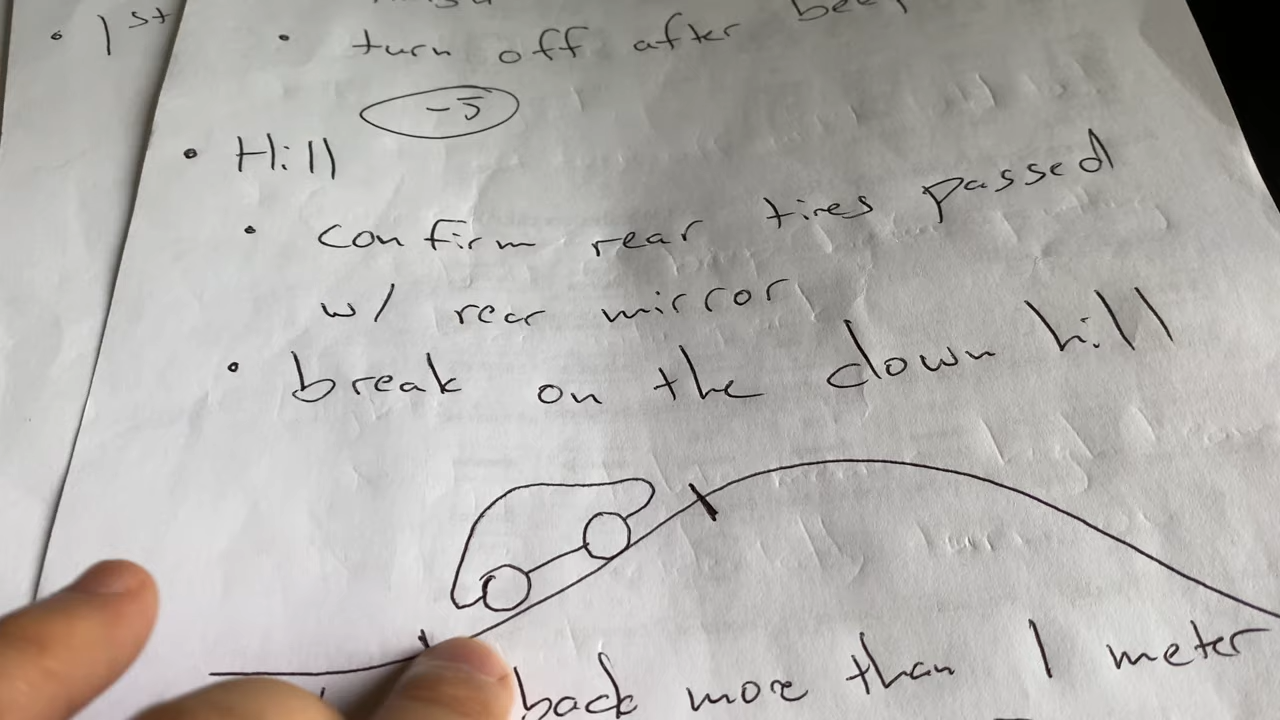 • 1st
• turn off after
-5
• Hill
• confirm rear tires passed
w/ rear mirror
• break on the down hill
back more than 1 meter